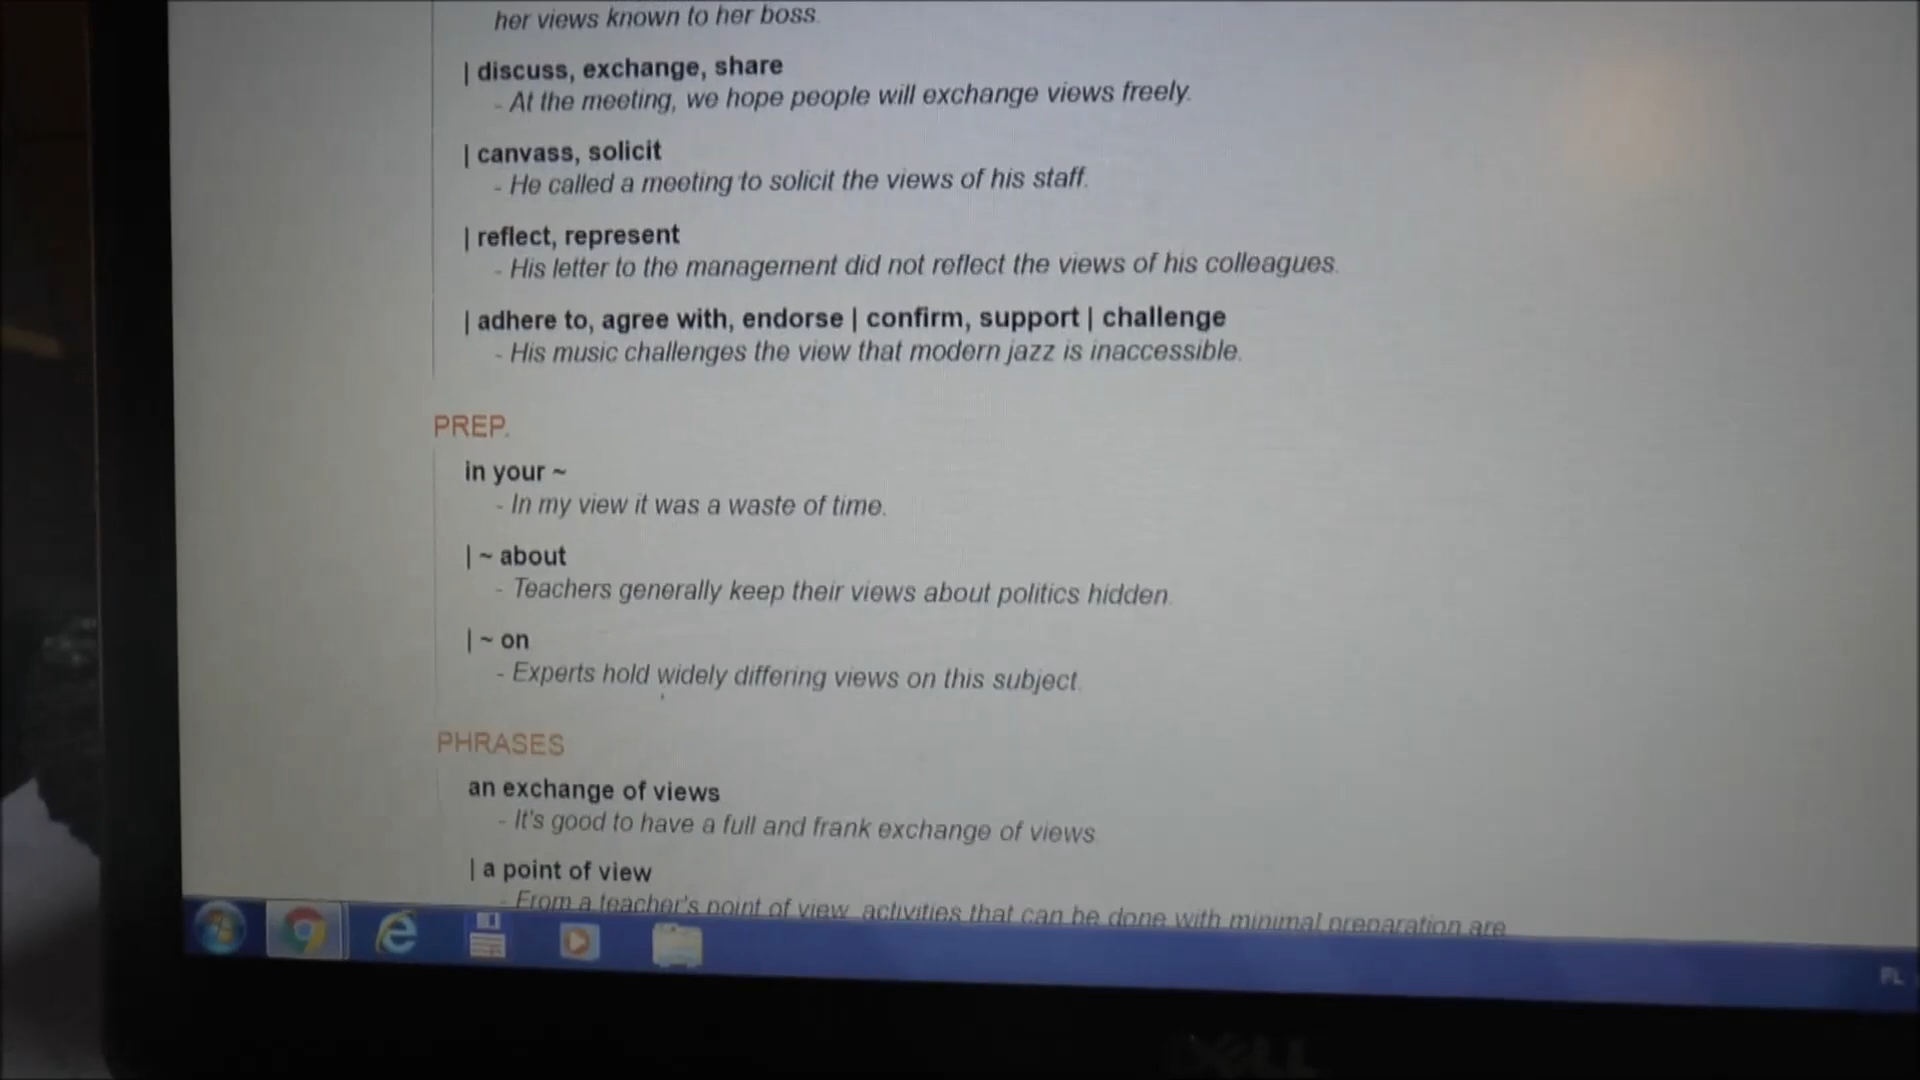 her views known to her boss.
| discuss, exchange, share
- At the meeting, we hope people will exchange views freely.
| canvass, solicit
- He called a meeting to solicit the views of his staff.
| reflect, represent
- His letter to the management did not reflect the views of his colleagues.
| adhere to, agree with, endorse | confirm, support | challenge
- His music challenges the view that modern jazz is inaccessible.
PREP.
in your ~
- In my view it was a waste of time.
| ~ about
- Teachers generally keep their views about politics hidden.
| ~ on
- Experts hold widely differing views on this subject.
PHRASES
an exchange of views
- It's good to have a full and frank exchange of views.
| a point of view
- From a teacher's point of view, activities that can be done with minimal preparation are
PL
DELL